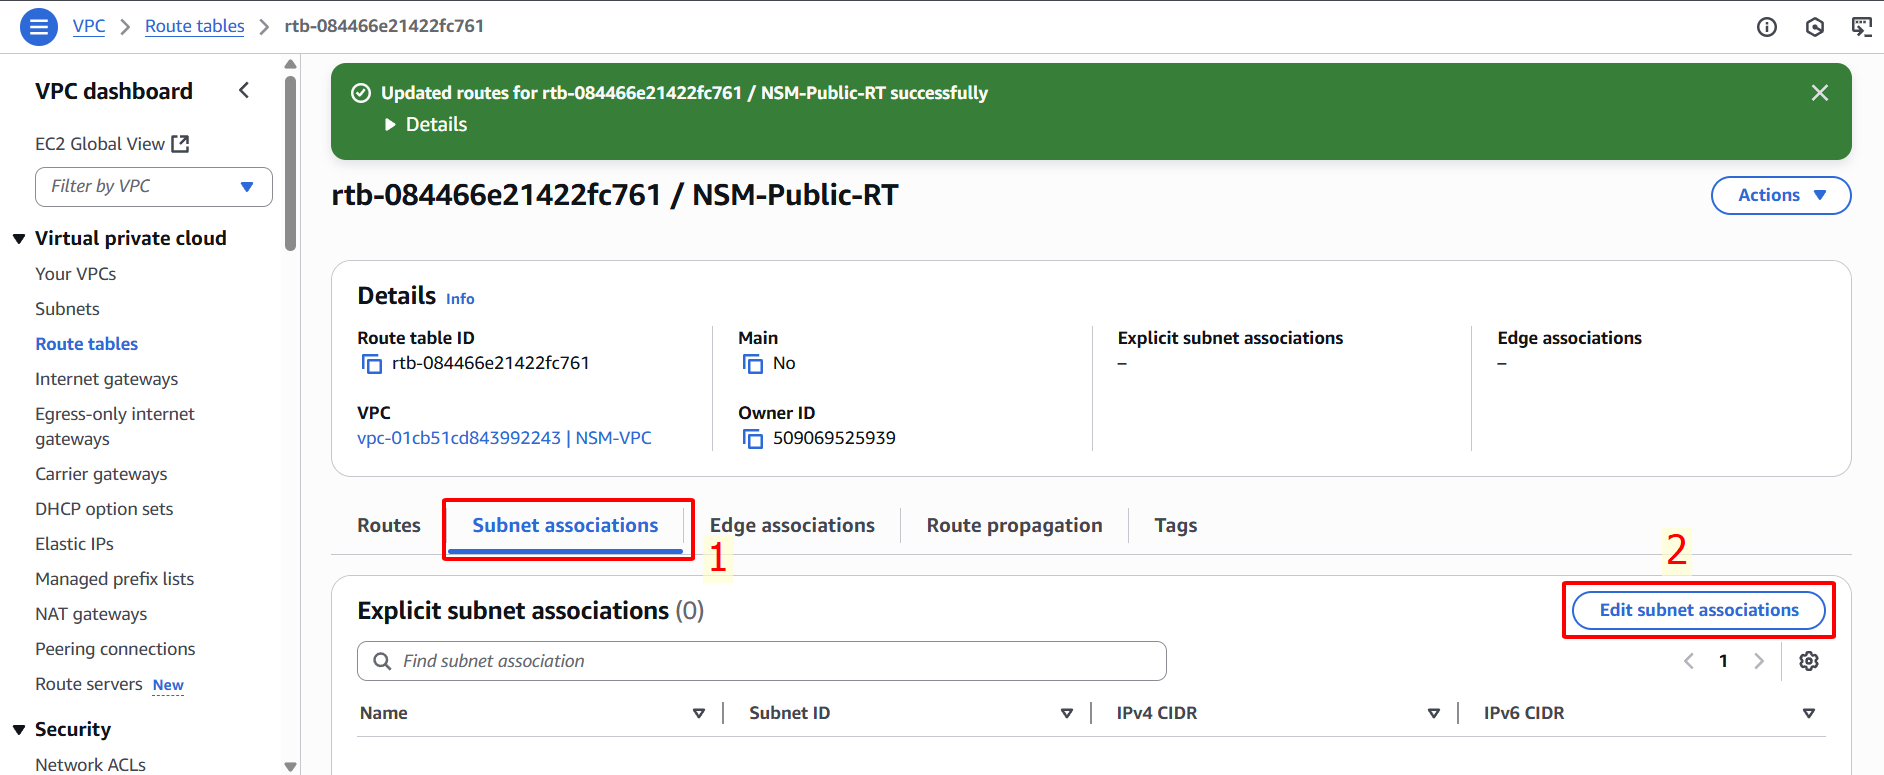 VPC > Route tables > rtb-084466e21422fc761
VPC dashboard
EC2 Global View
Filter by VPC
Virtual private cloud
Your VPCs
Subnets
Route tables
Internet gateways
Egress-only internet
gateways
Carrier gateways
DHCP option sets
Elastic IPs
Managed prefix lists
NAT gateways
Peering connections
Route servers New
Security
Network ACLs
Updated routes for rtb-084466e21422fc761 / NSM-Public-RT successfully
Details
rtb-084466e21422fc761 / NSM-Public-RT
Actions
Details Info
Route table ID
rtb-084466e21422fc761
Main
No
Explicit subnet associations
–
Edge associations
–
VPC
vpc-01cb51cd843992243 | NSM-VPC
Owner ID
509069525939
Routes Subnet associations Edge associations Route propagation Tags
1
2
Explicit subnet associations (0)
Edit subnet associations
Find subnet association
1
Name Subnet ID IPv4 CIDR IPv6 CIDR